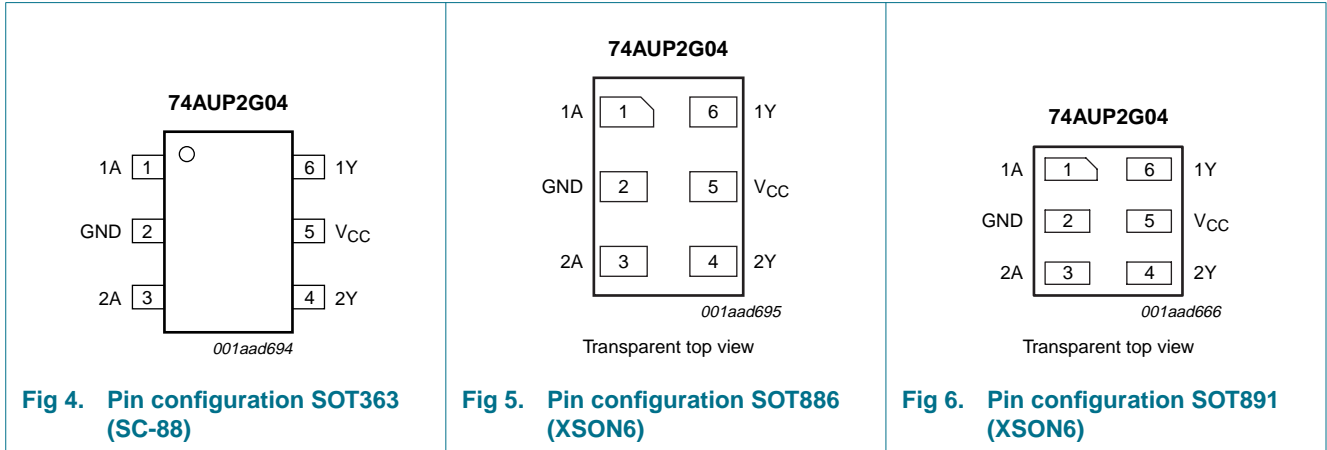 74AUP2G04
1A 1 6 1Y
GND 2 5 VCC
2A 3 4 2Y
001aad694
Fig 4. Pin configuration SOT363
(SC-88)
74AUP2G04
1A 1 6 1Y
GND 2 5 VCC
2A 3 4 2Y
001aad695
Transparent top view
Fig 5. Pin configuration SOT886
(XSON6)
74AUP2G04
1A 1 6 1Y
GND 2 5 VCC
2A 3 4 2Y
001aad666
Transparent top view
Fig 6. Pin configuration SOT891
(XSON6)